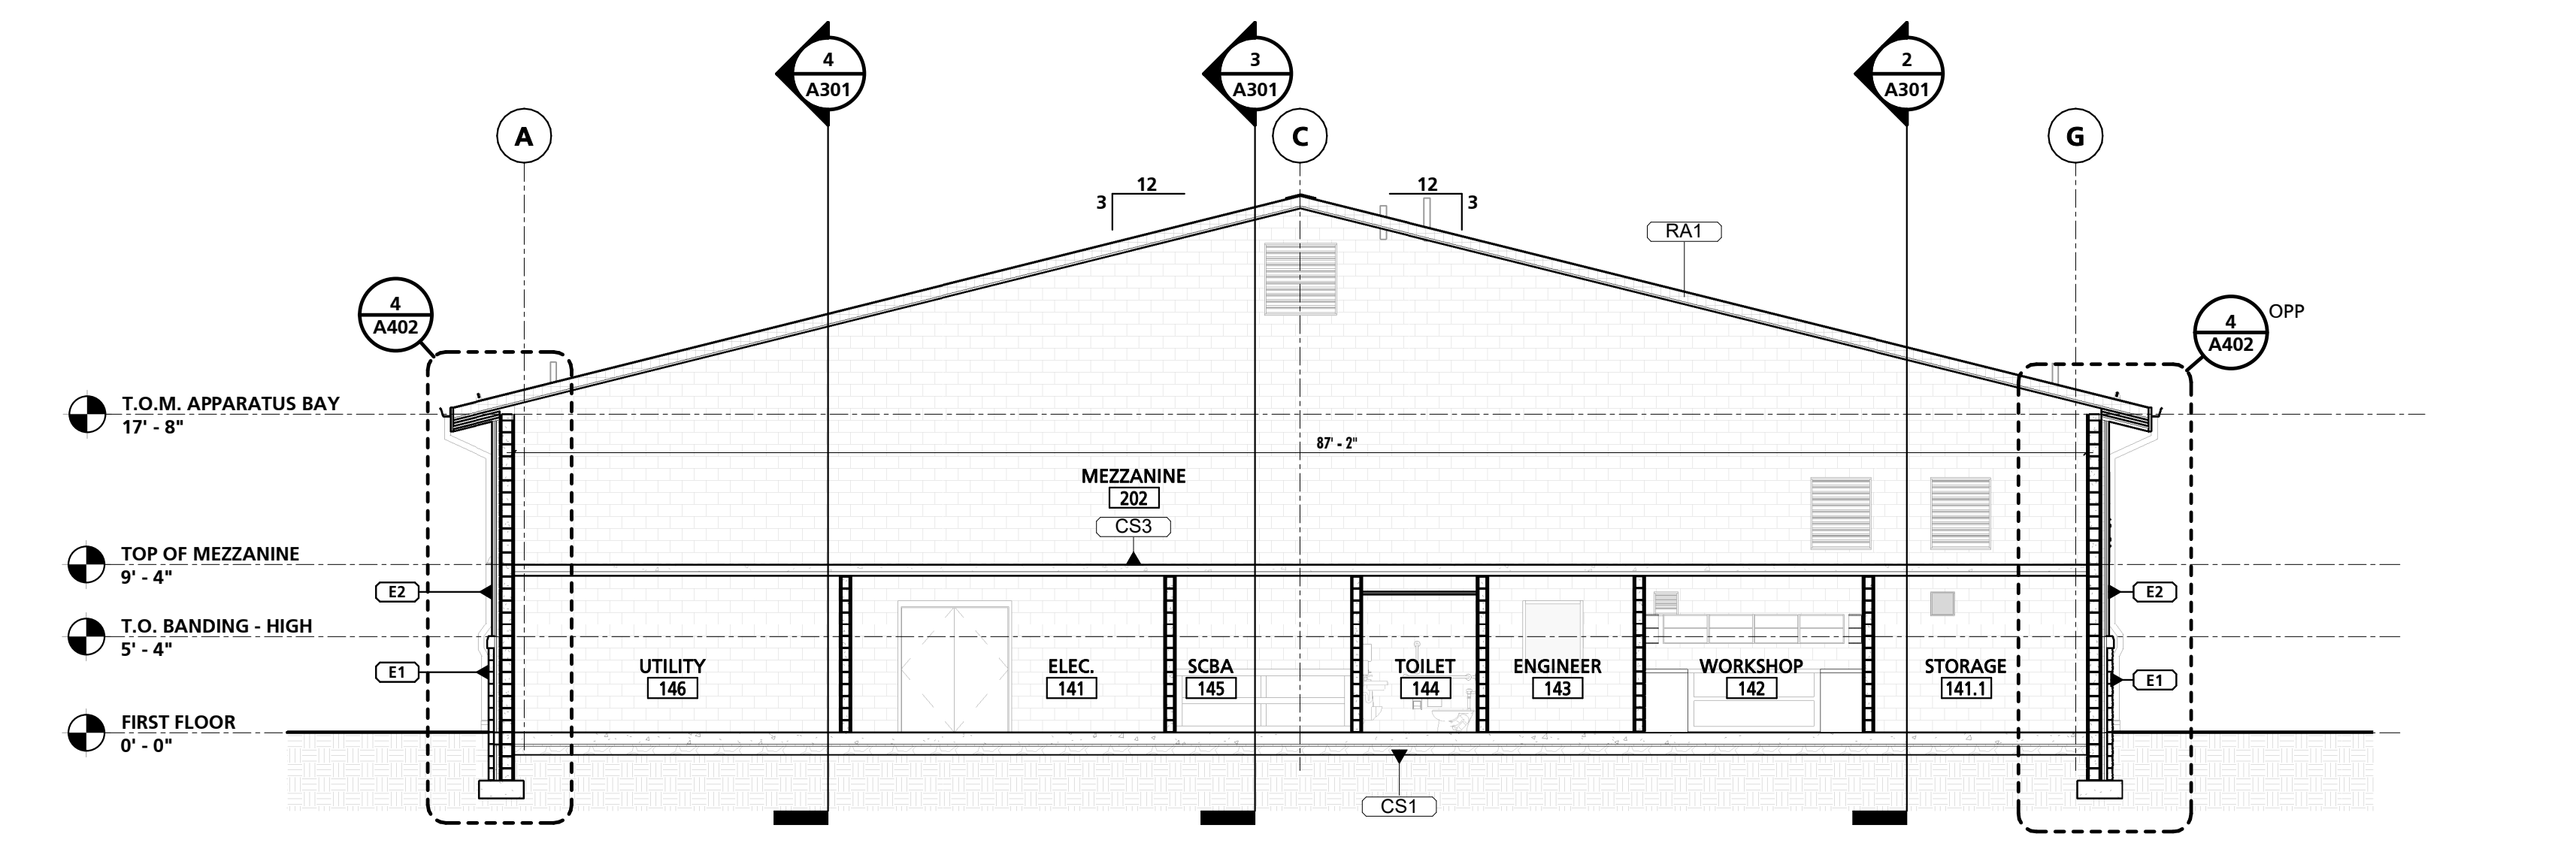 4
A301
3
A301
2
A301
A
C
G
12
3
12
3
RA1
4
A402
4
A402
OPP
T.O.M. APPARATUS BAY
17' - 8"
87' - 2"
MEZZANINE
202
CS3
TOP OF MEZZANINE
9' - 4"
E2
E2
T.O. BANDING - HIGH
5' - 4"
E1
E1
UTILITY
146
ELEC.
141
SCBA
145
TOILET
144
ENGINEER
143
WORKSHOP
142
STORAGE
141.1
FIRST FLOOR
0' - 0"
CS1